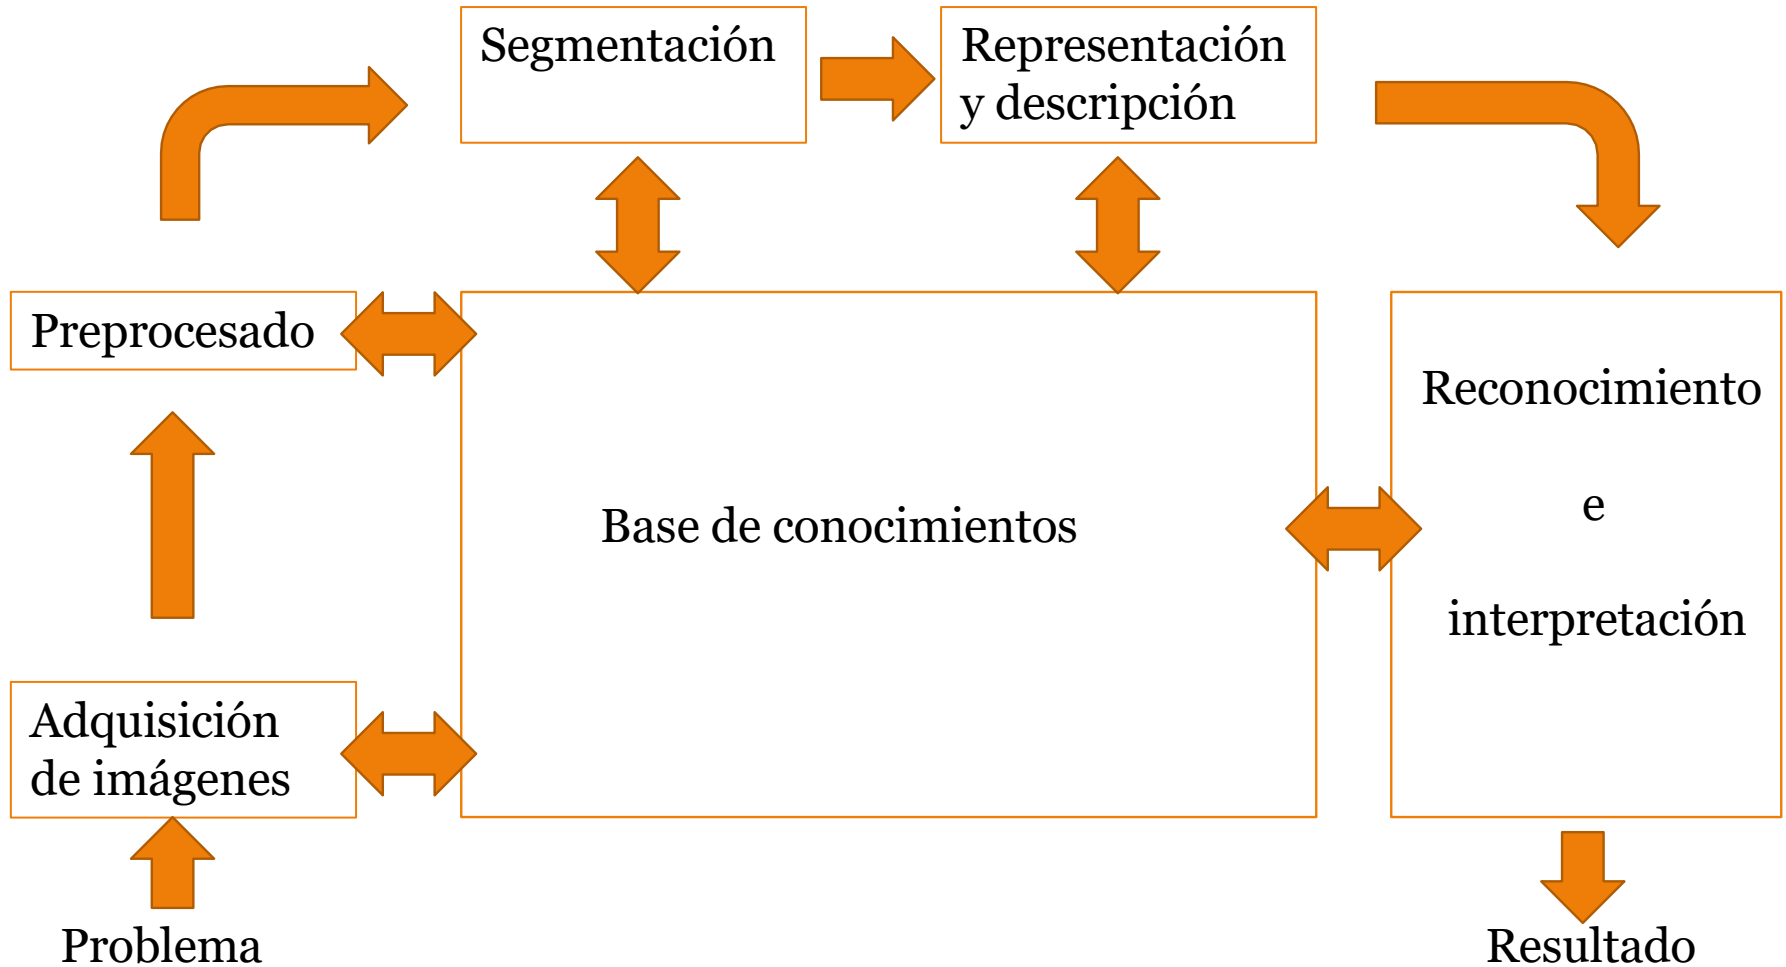 Segmentación
Representación
y descripción
Preprocesado
Base de conocimientos
Reconocimiento
e
interpretación
Adquisición
de imágenes
Problema
Resultado